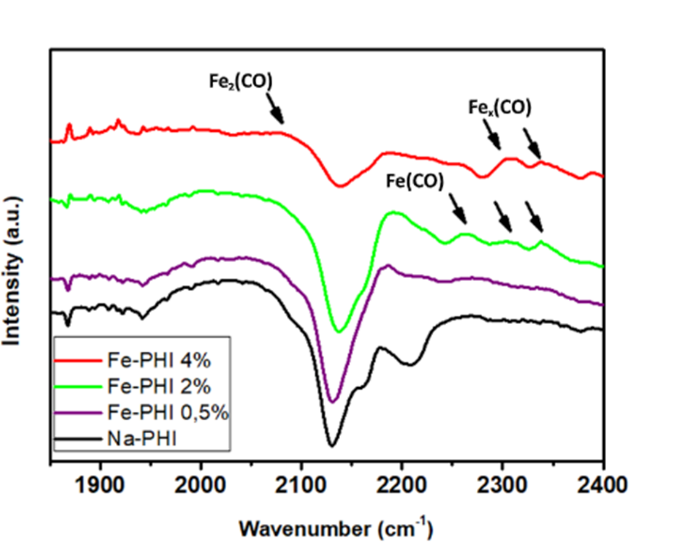 Fe₂(CO)
Feₓ(CO)
Fe(CO)
Intensity (a.u.)
Fe-PHI 4%
Fe-PHI 2%
Fe-PHI 0,5%
Na-PHI
1900 2000 2100 2200 2300 2400
Wavenumber (cm⁻¹)